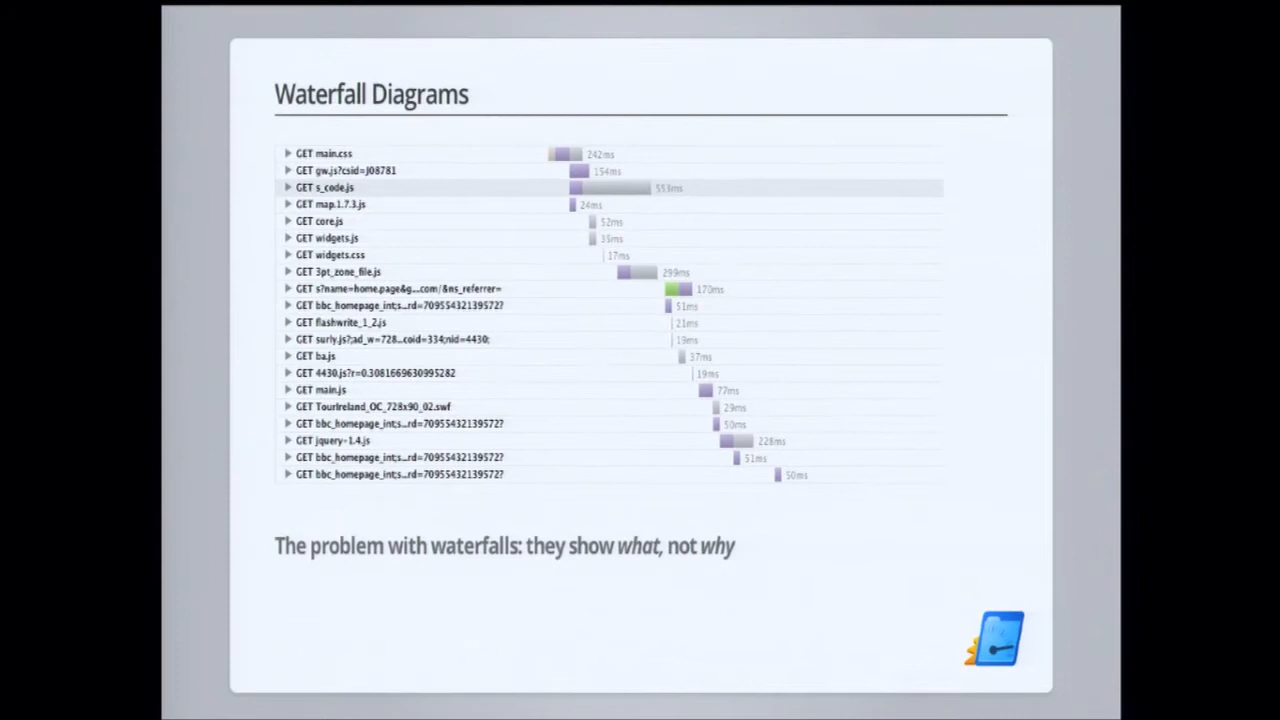 Waterfall Diagrams
GET main.css 242ms
GET gw.js?csid=J08781 154ms
GET s_code.js 553ms
GET map.1.7.3.js 24ms
GET core.js 52ms
GET widgets.js 35ms
GET widgets.css 17ms
GET 3pt_zone_file.js 299ms
GET s?name=home.page&g...com/&ns_referrer= 170ms
GET bbc_homepage_int;s...rd=70955432139572? 51ms
GET flashwrite_1_2.js 21ms
GET surly.js?;ad_w=728...coid=334;nid=4430; 19ms
GET ba.js 37ms
GET 4430.js?r=0.3081669630995282 19ms
GET main.js 77ms
GET TourIreland_OC_728x90_02.swf 29ms
GET bbc_homepage_int;s...rd=70955432139572? 50ms
GET jquery-1.4.js 228ms
GET bbc_homepage_int;s...rd=70955432139572? 51ms
GET bbc_homepage_int;s...rd=70955432139572? 50ms
The problem with waterfalls: they show what, not why